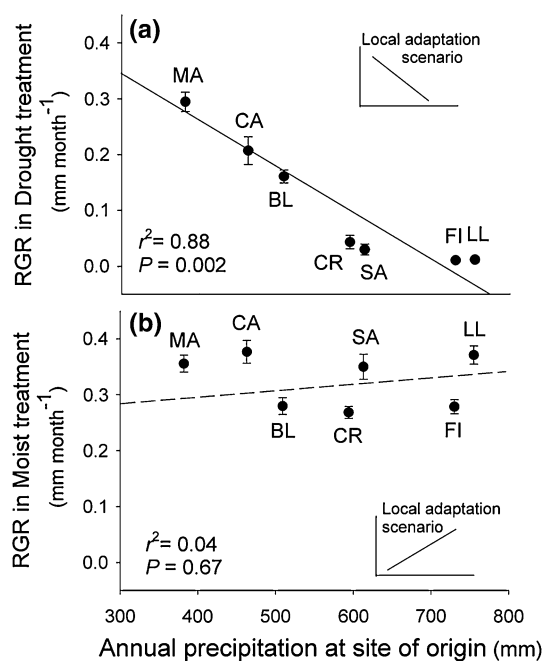 (a)
Local adaptation
scenario
RGR in Drought treatment
(mm month⁻¹)
0.4
0.3
0.2
0.1
0.0
MA
CA
BL
CR
SA
FI LL
r²= 0.88
P = 0.002
(b)
RGR in Moist treatment
(mm month⁻¹)
0.4
0.3
0.2
0.1
0.0
MA
CA
BL
CR
SA
FI
LL
Local adaptation
scenario
r²= 0.04
P = 0.67
300 400 500 600 700 800
Annual precipitation at site of origin (mm)